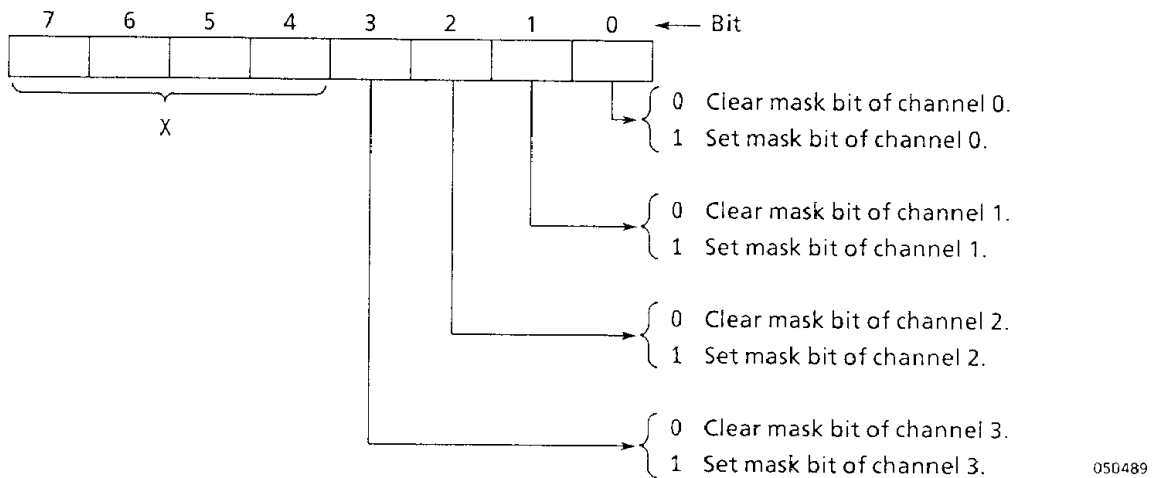 7 6 5 4 3 2 1 0 ← Bit
X
0 Clear mask bit of channel 0.
1 Set mask bit of channel 0.
0 Clear mask bit of channel 1.
1 Set mask bit of channel 1.
0 Clear mask bit of channel 2.
1 Set mask bit of channel 2.
0 Clear mask bit of channel 3.
1 Set mask bit of channel 3.
050489